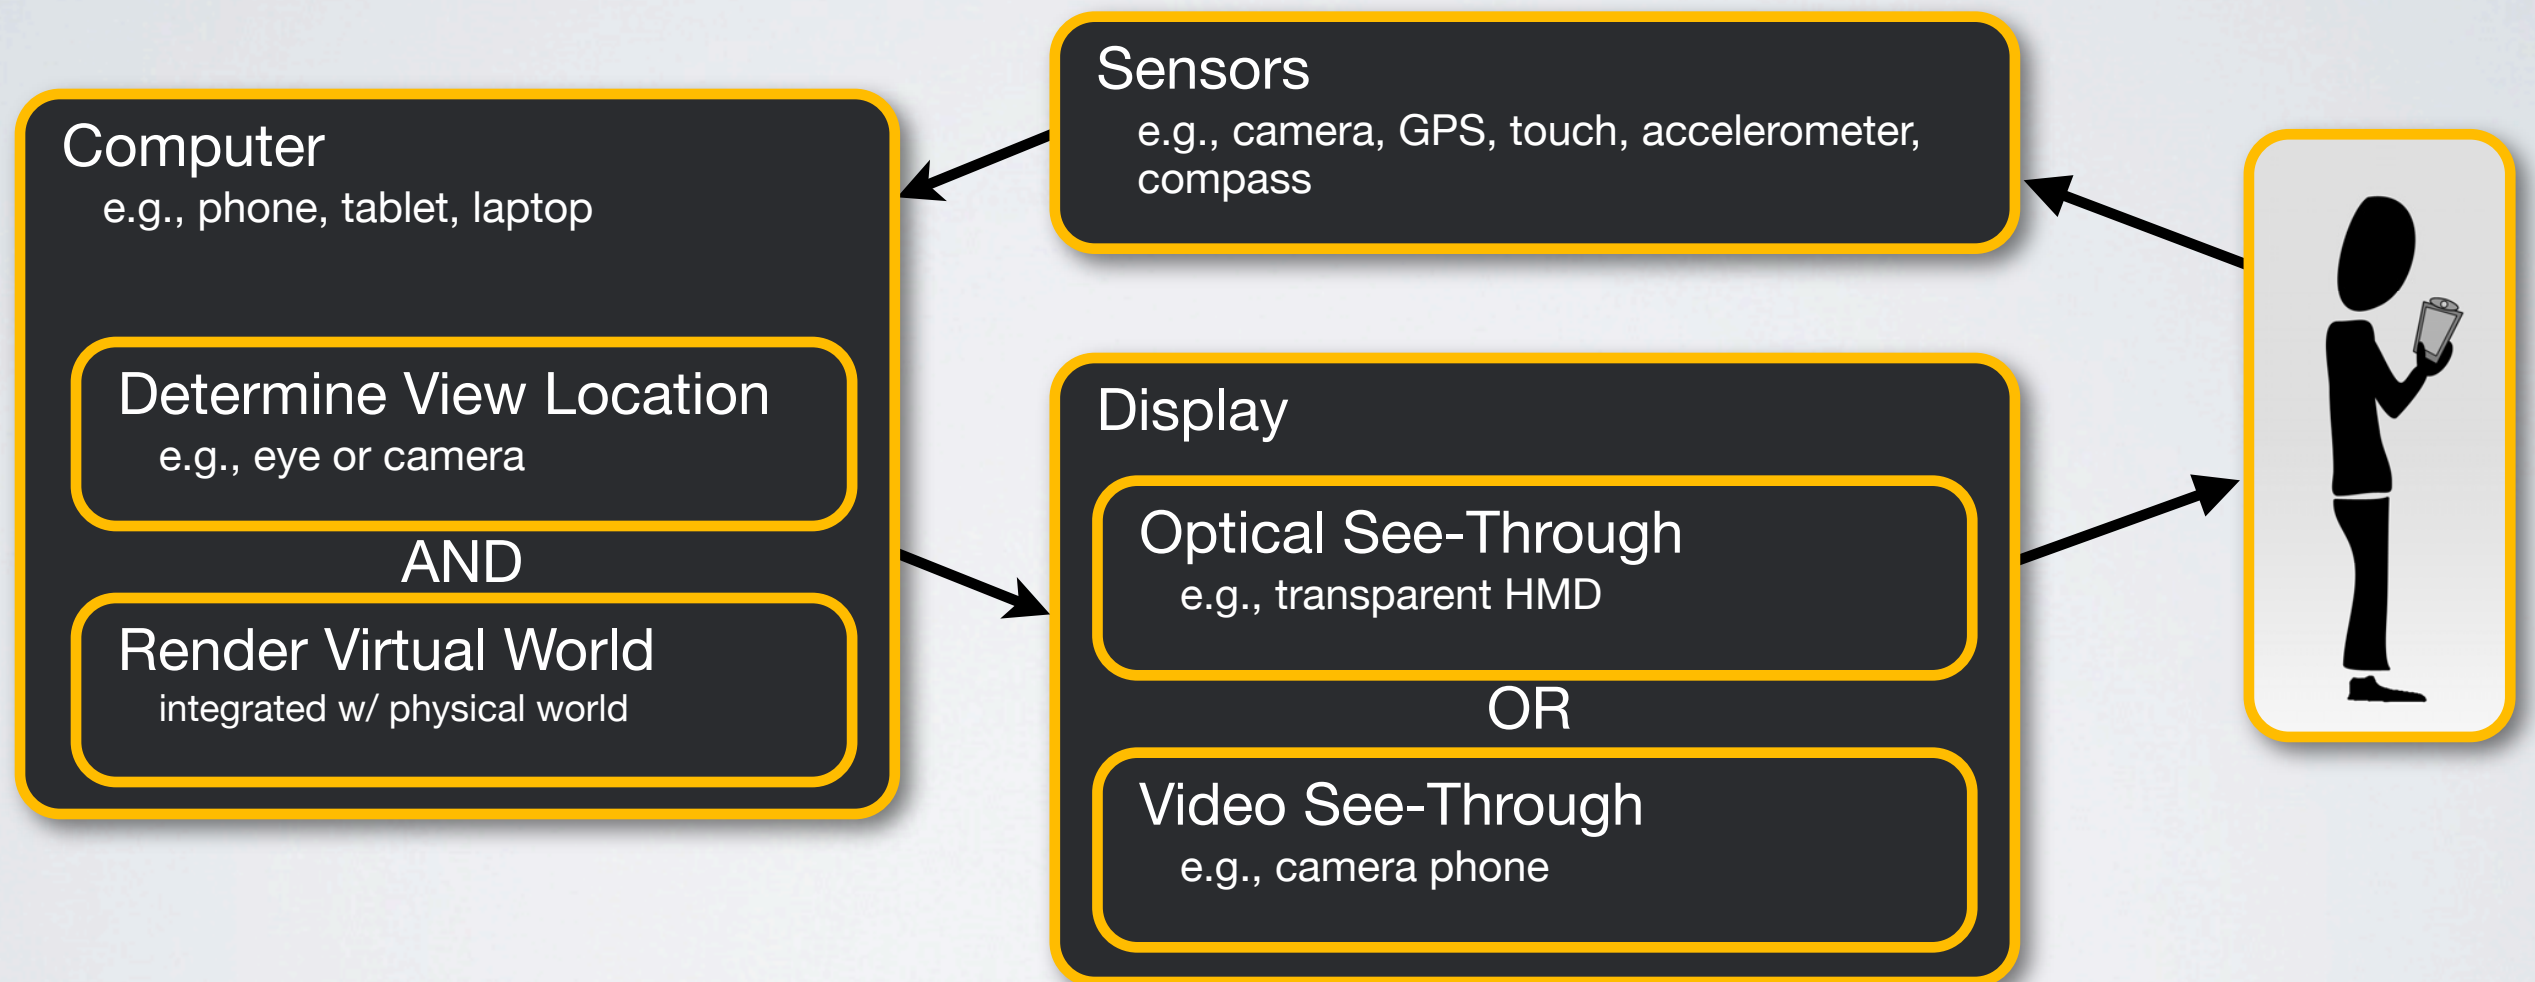 Computer
e.g., phone, tablet, laptop
Determine View Location
e.g., eye or camera
AND
Render Virtual World
integrated w/ physical world
Sensors
e.g., camera, GPS, touch, accelerometer,
compass
Display
Optical See-Through
e.g., transparent HMD
OR
Video See-Through
e.g., camera phone